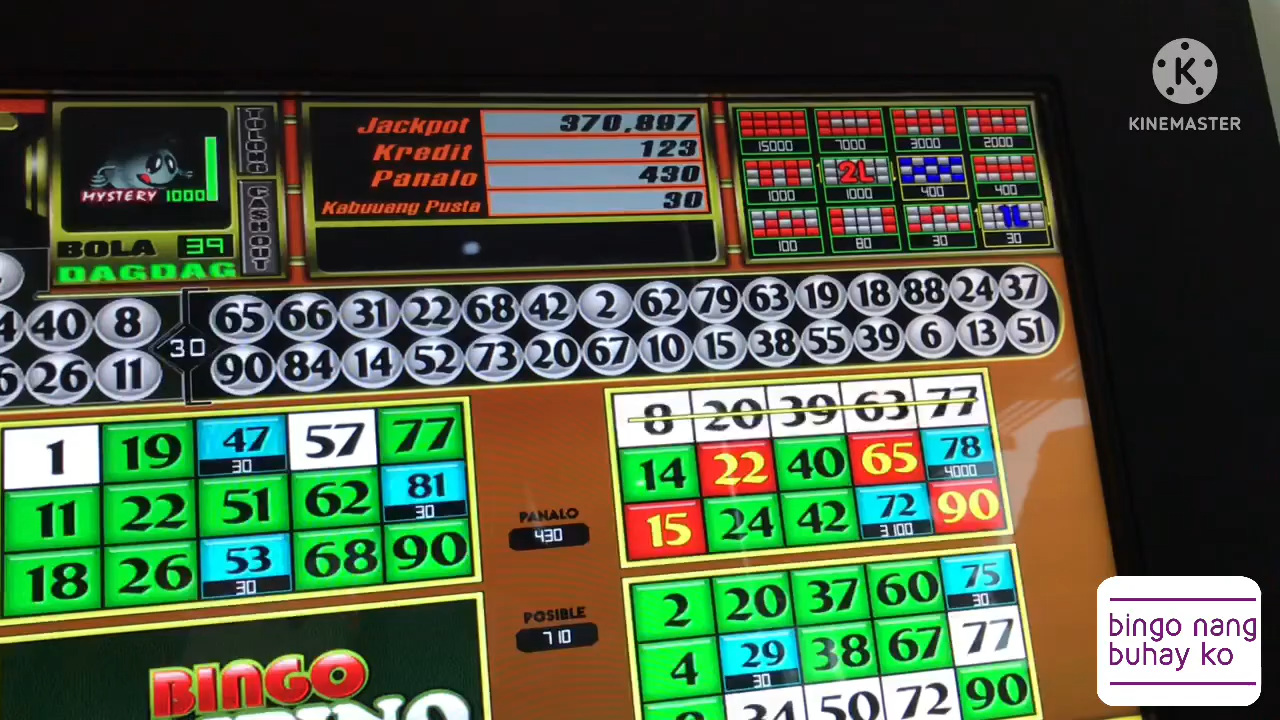 KINEMASTER
TULONG
CASHOUT
MYSTERY 1000
BOLA 39
DAGDAG
Jackpot 370,897
Kredit 123
Panalo 430
Kabuuang Pusta 30
15000 7000 3000 2000
1000 2L 1000 400 400
100 80 30 1L 30
40 8
26 11
30
65 66 31 22 68 42 2 62 79 63 19 18 88 24 37
90 84 14 52 73 20 67 10 15 38 55 39 6 13 51
1 19 47 30 57 77
11 22 51 62 81 30
18 26 53 30 68 90
PANALO
430
POSIBLE
710
8 20 39 63 77
14 22 40 65 78 4000
15 24 42 72 3100 90
2 20 37 60 75 30
4 29 30 38 67 77
34 50 72 90
BINGO
bingo nang
buhay ko